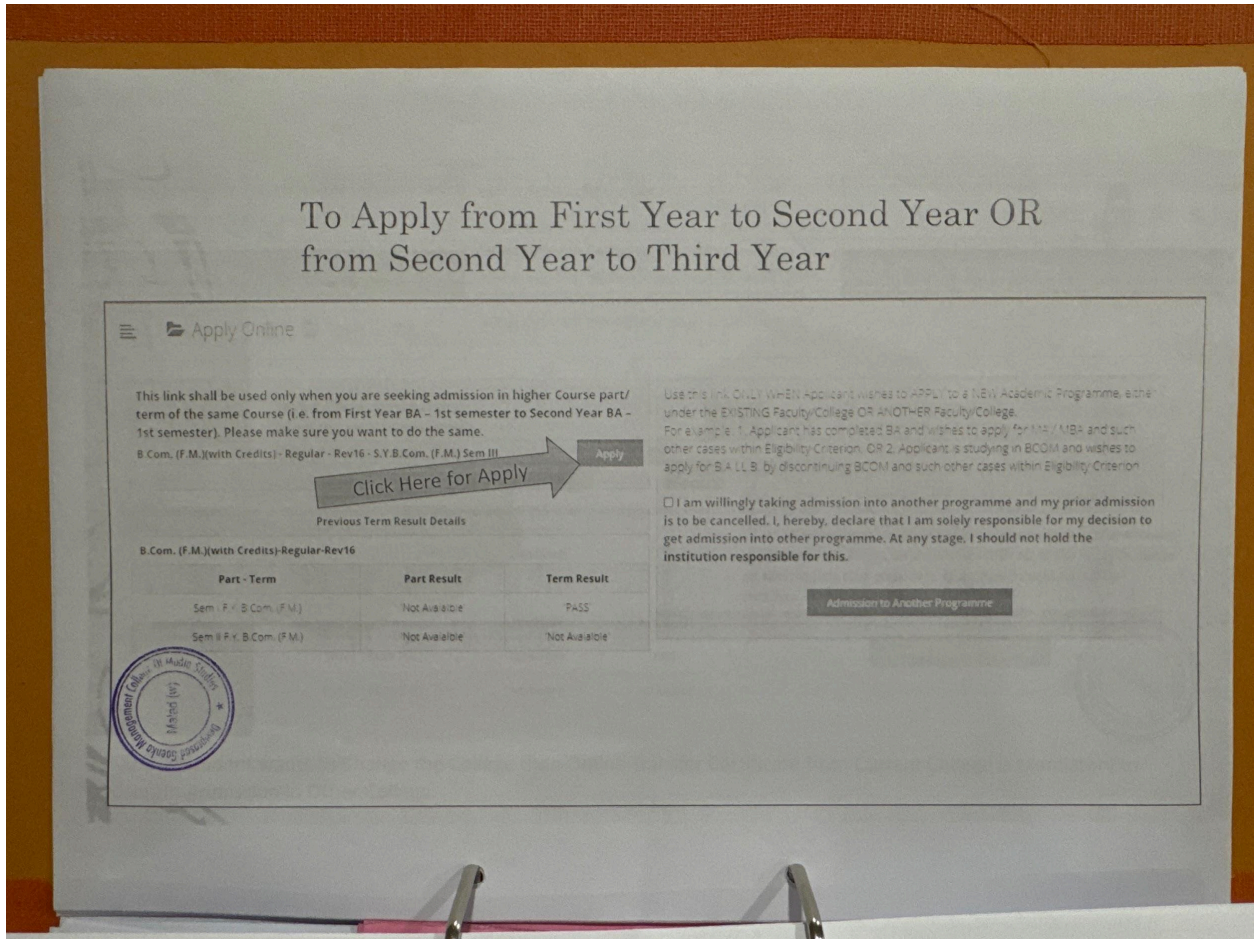 To Apply from First Year to Second Year OR
from Second Year to Third Year
Apply Online
This link shall be used only when you are seeking admission in higher Course part/
term of the same Course (i.e. from First Year BA – 1st semester to Second Year BA –
1st semester). Please make sure you want to do the same.
B.Com. (F.M.)(with Credits) - Regular - Rev16 - S.Y.B.Com. (F.M.) Sem III
Apply
Click Here for Apply
Previous Term Result Details
B.Com. (F.M.)(with Credits)-Regular-Rev16
Part - Term Part Result Term Result
Sem I F.Y. B.Com. (F.M.) 'Not Available' 'PASS'
Sem II F.Y. B.Com. (F.M.) 'Not Available' 'Not Available'
Use this link ONLY WHEN Applicant wishes to APPLY to a NEW Academic Programme, either
under the EXISTING Faculty/College OR ANOTHER Faculty/College.
For example: 1. Applicant has completed BA and wishes to apply for MA / MBA and such
other cases within Eligibility Criterion. OR 2. Applicant is studying in BCOM and wishes to
apply for B.A LL B. by discontinuing BCOM and such other cases within Eligibility Criterion
I am willingly taking admission into another programme and my prior admission
is to be cancelled. I, hereby, declare that I am solely responsible for my decision to
get admission into other programme. At any stage, I should not hold the
institution responsible for this.
Admission to Another Programme
Management College of Media Studies
Malad (w)